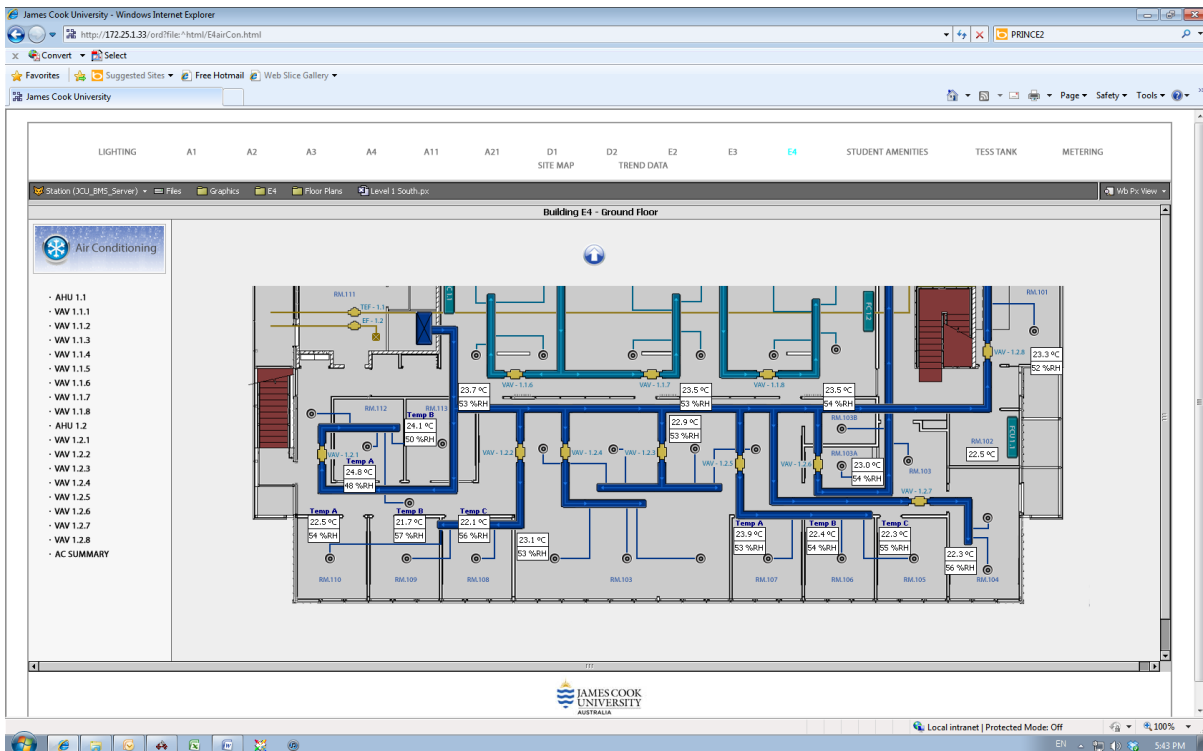 James Cook University - Windows Internet Explorer
http://172.25.1.33/ord?file:^html/E4airCon.html
PRINCE2
x Convert Select
Favorites Suggested Sites Free Hotmail Web Slice Gallery
James Cook University
Page Safety Tools
LIGHTING A1 A2 A3 A4 A11 A21 D1 D2 E2 E3 E4 STUDENT AMENITIES TESS TANK METERING
SITE MAP TREND DATA
Station (JCU_BMS_Server) Files Graphics E4 Floor Plans Level 1 South.px Wb Px View
Building E4 - Ground Floor
Air Conditioning
· AHU 1.1
· VAV 1.1.1
· VAV 1.1.2
· VAV 1.1.3
· VAV 1.1.4
· VAV 1.1.5
· VAV 1.1.6
· VAV 1.1.7
· VAV 1.1.8
· AHU 1.2
· VAV 1.2.1
· VAV 1.2.2
· VAV 1.2.3
· VAV 1.2.4
· VAV 1.2.5
· VAV 1.2.6
· VAV 1.2.7
· VAV 1.2.8
· AC SUMMARY
RM.111
RM.101
TEF - 1.1
EF - 1.2
FC1.2
VAV - 1.2.8
23.3 ºC
52 %RH
VAV - 1.1.6
VAV - 1.1.7
VAV - 1.1.8
23.7 ºC
53 %RH
23.5 ºC
53 %RH
23.5 ºC
54 %RH
RM.112
RM.113
Temp B
24.1 ºC
50 %RH
22.9 ºC
53 %RH
RM.103B
RM.102
22.5 ºC
FCU1.1
VAV - 1.2.1
Temp A
24.8 ºC
48 %RH
VAV - 1.2.2
VAV - 1.2.4
VAV - 1.2.3
VAV - 1.2.5
VAV - 1.2.6
RM.103A
23.0 ºC
54 %RH
RM.103
VAV - 1.2.7
Temp A
22.5 ºC
54 %RH
Temp B
21.7 ºC
57 %RH
Temp C
22.1 ºC
56 %RH
23.1 ºC
53 %RH
Temp A
23.9 ºC
53 %RH
Temp B
22.4 ºC
54 %RH
Temp C
22.3 ºC
55 %RH
22.3 ºC
56 %RH
RM.110
RM.109
RM.108
RM.103
RM.107
RM.106
RM.105
RM.104
JAMES COOK
UNIVERSITY
AUSTRALIA
Local intranet | Protected Mode: Off 100%
EN 5:43 PM